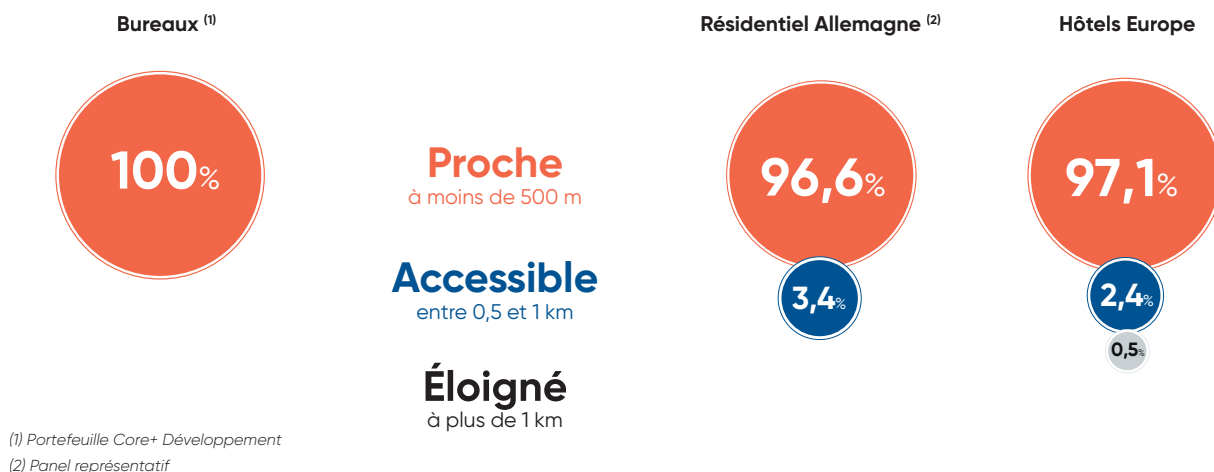 Bureaux (1)
100%
Proche
à moins de 500 m
Accessible
entre 0,5 et 1 km
Éloigné
à plus de 1 km
Résidentiel Allemagne (2)
96,6%
3,4%
Hôtels Europe
97,1%
2,4%
0,5%
(1) Portefeuille Core+ Développement
(2) Panel représentatif